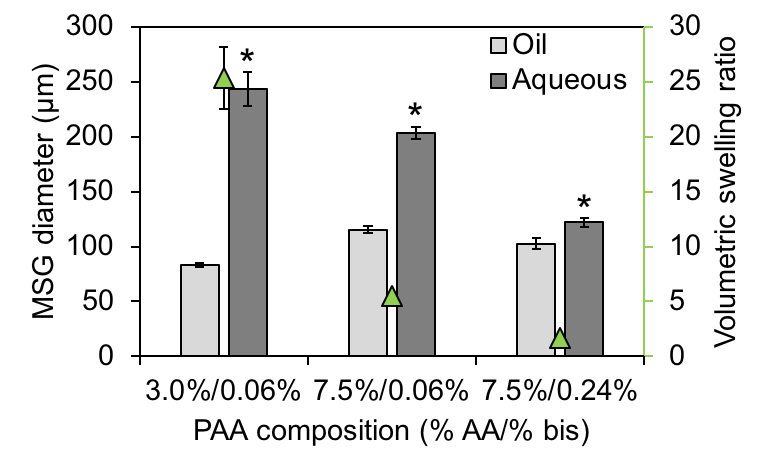 300
250
200
150
100
50
0
MSG diameter (µm)
Oil
Aqueous
*
*
*
30
25
20
15
10
5
0
Volumetric swelling ratio
3.0%/0.06% 7.5%/0.06% 7.5%/0.24%
PAA composition (% AA/% bis)